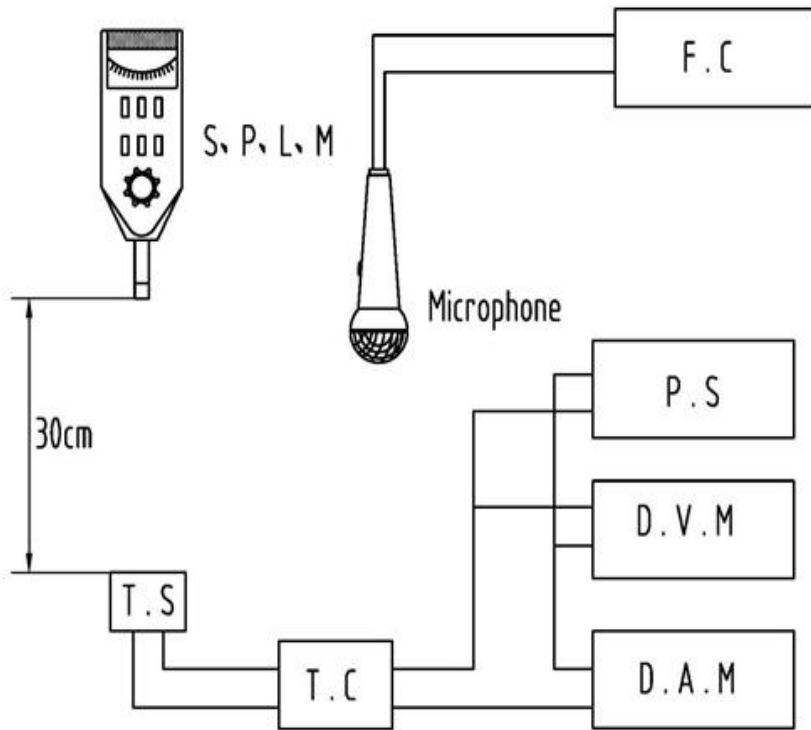 F.C
S、P、L、M
Microphone
P.S
30cm
D.V.M
T.S
T.C
D.A.M